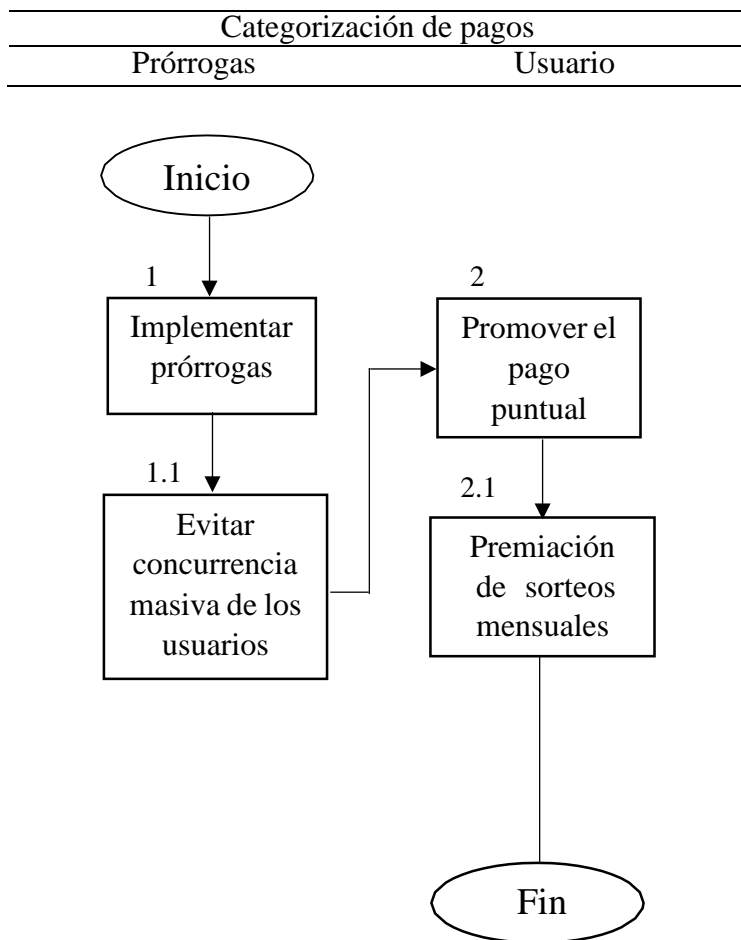 Categorización de pagos
Prórrogas Usuario
Inicio
1
Implementar
prórrogas
1.1
Evitar
concurrencia
masiva de los
usuarios
2
Promover el
pago
puntual
2.1
Premiación
de sorteos
mensuales
Fin